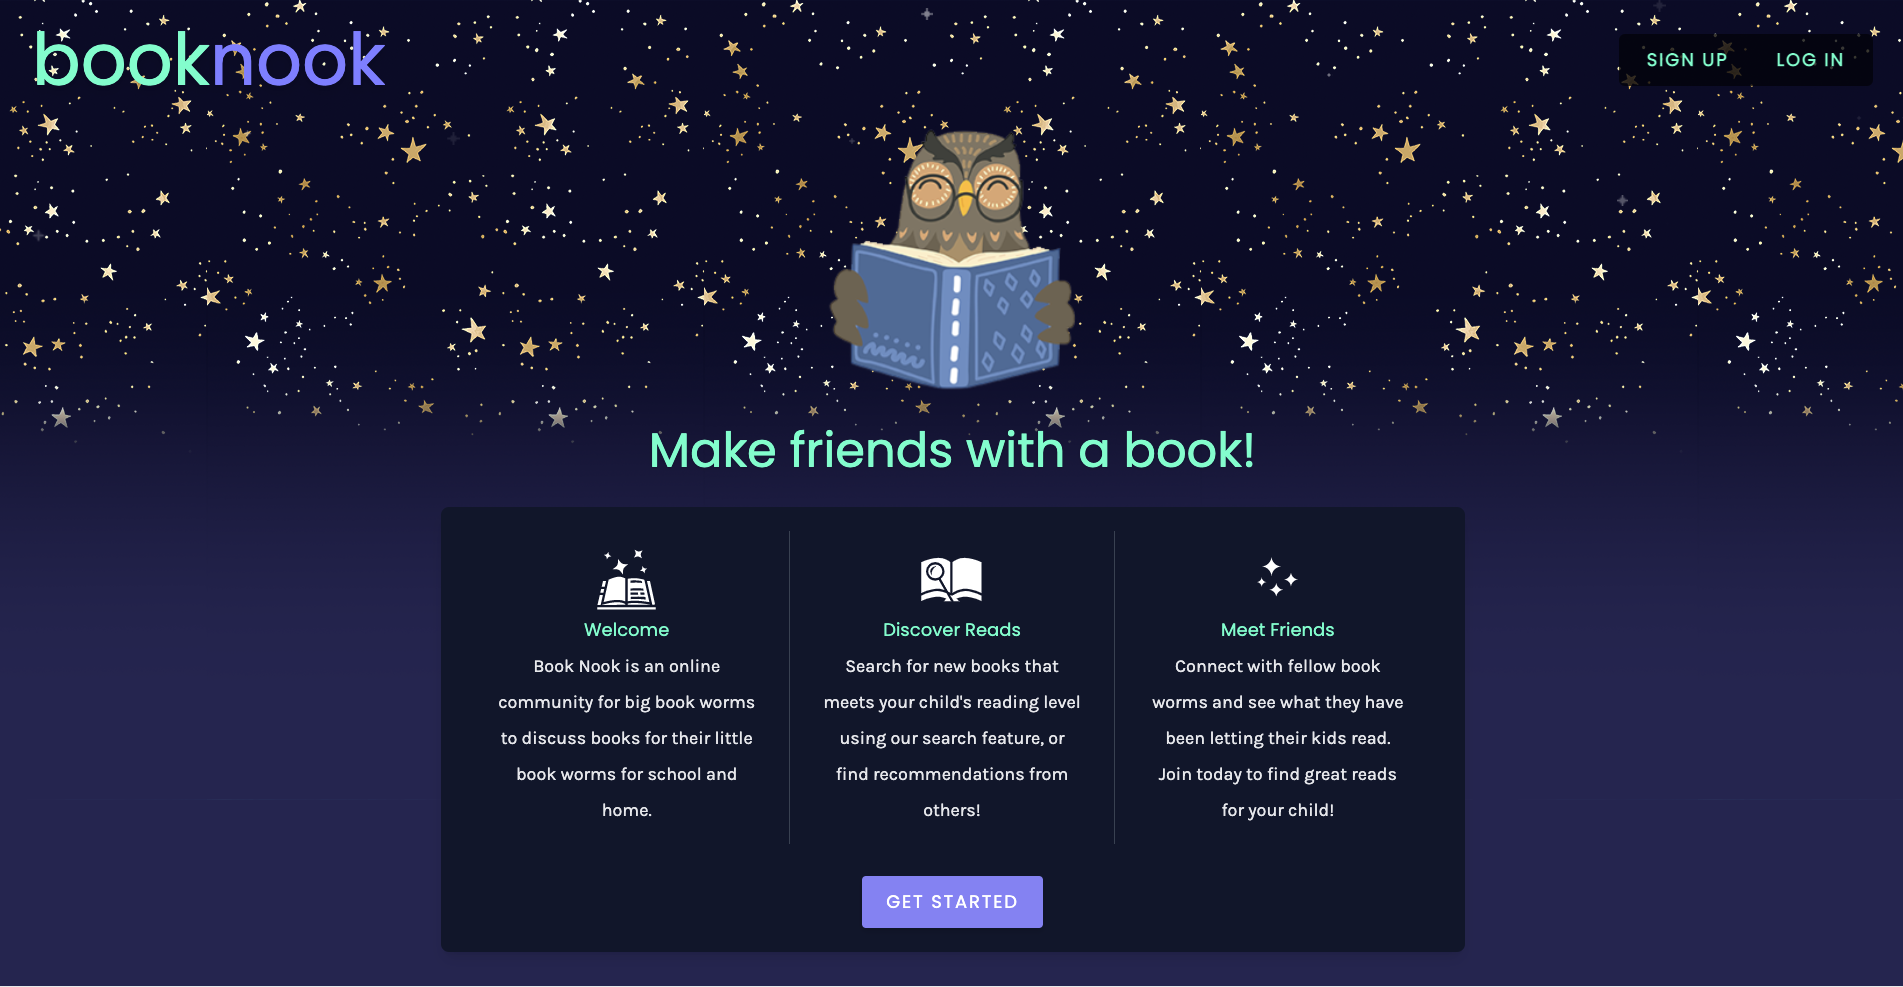 booknook
SIGN UP LOG IN
Make friends with a book!
Welcome
Book Nook is an online
community for big book worms
to discuss books for their little
book worms for school and
home.
Discover Reads
Search for new books that
meets your child's reading level
using our search feature, or
find recommendations from
others!
Meet Friends
Connect with fellow book
worms and see what they have
been letting their kids read.
Join today to find great reads
for your child!
GET STARTED